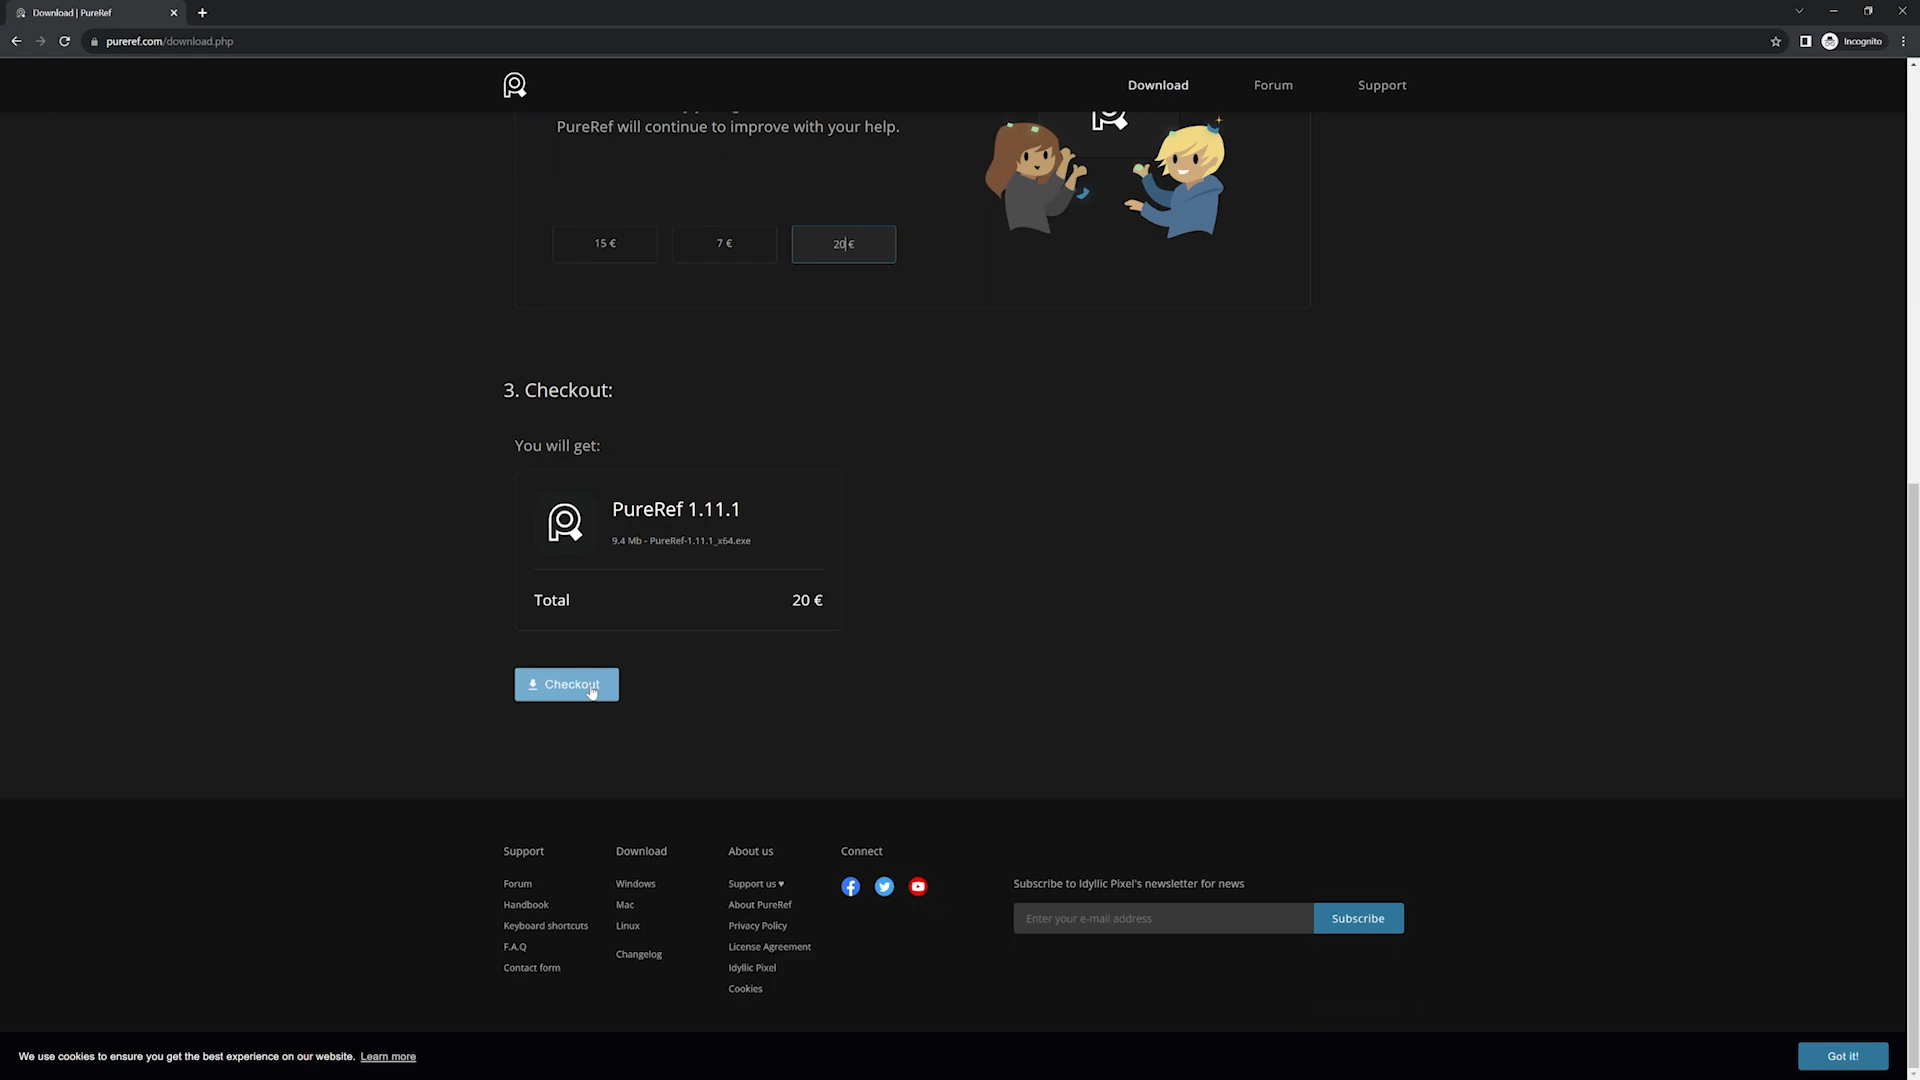 Download | PureRef
pureref.com/download.php
Incognito
Download
Forum
Support
PureRef will continue to improve with your help.
15 €
7 €
20 €
3. Checkout:
You will get:
PureRef 1.11.1
9.4 Mb - PureRef-1.11.1_x64.exe
Total
20 €
Checkout
Support
Forum
Handbook
Keyboard shortcuts
F.A.Q
Contact form
Download
Windows
Mac
Linux
Changelog
About us
Support us ♥
About PureRef
Privacy Policy
License Agreement
Idyllic Pixel
Cookies
Connect
Subscribe to Idyllic Pixel's newsletter for news
Enter your e-mail address
Subscribe
We use cookies to ensure you get the best experience on our website. Learn more
Got it!